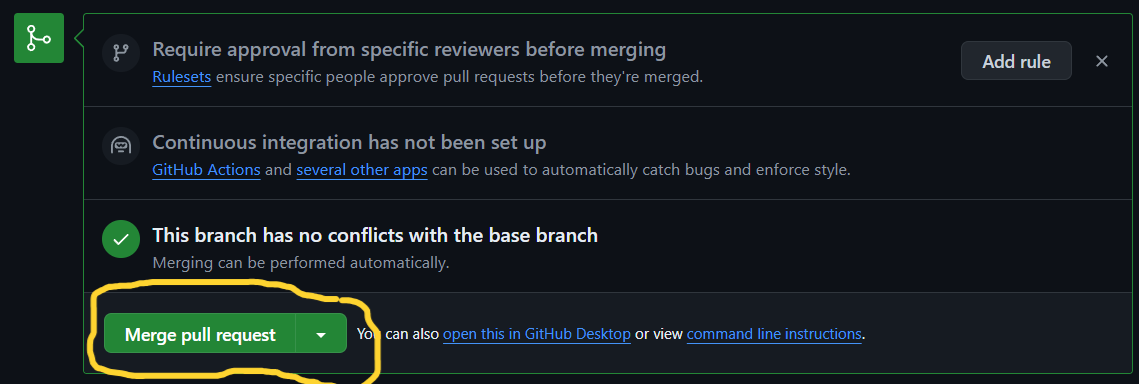 Require approval from specific reviewers before merging
Rulesets ensure specific people approve pull requests before they're merged.
Add rule
Continuous integration has not been set up
GitHub Actions and several other apps can be used to automatically catch bugs and enforce style.
This branch has no conflicts with the base branch
Merging can be performed automatically.
Merge pull request
You can also open this in GitHub Desktop or view command line instructions.